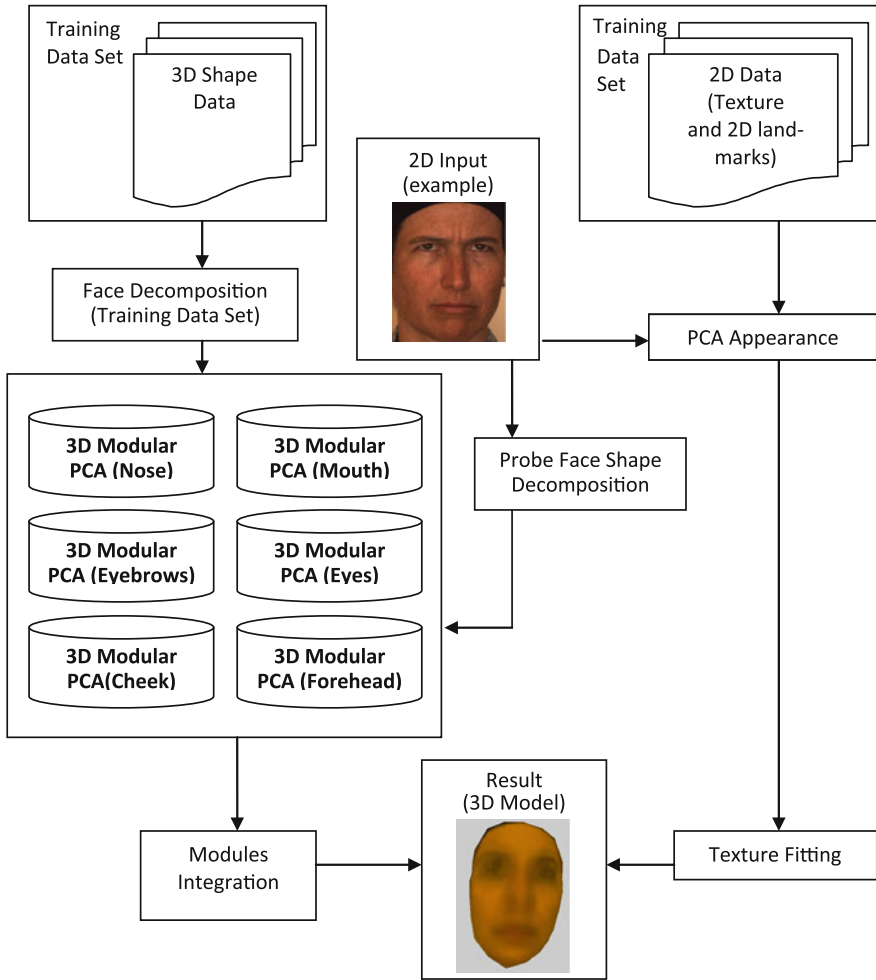 Training
Data Set
3D Shape
Data
Training
Data
Set
2D Data
(Texture
and 2D land-
marks)
2D Input
(example)
Face Decomposition
(Training Data Set)
PCA Appearance
3D Modular
PCA (Nose)
3D Modular
PCA (Mouth)
Probe Face Shape
Decomposition
3D Modular
PCA (Eyebrows)
3D Modular
PCA (Eyes)
3D Modular
PCA(Cheek)
3D Modular
PCA (Forehead)
Result
(3D Model)
Modules
Integration
Texture Fitting